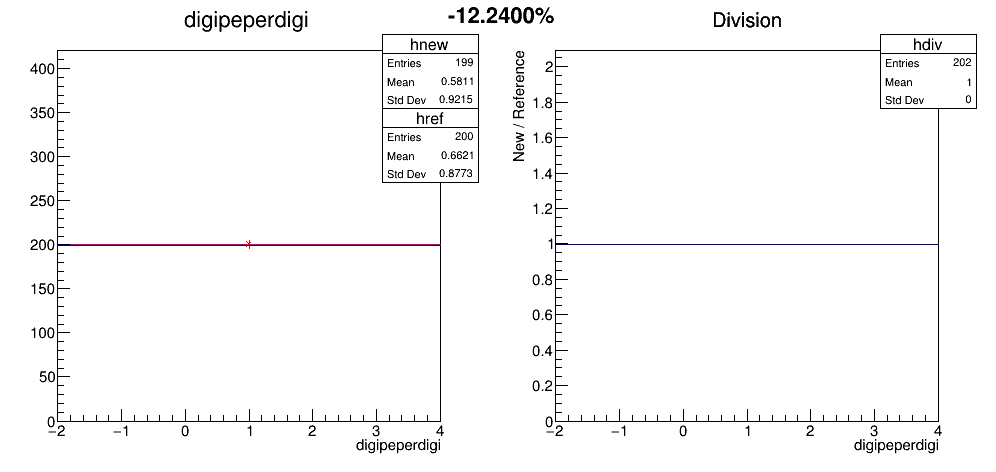 digipeperdigi
-12.2400%
Division
hnew
Entries 199
Mean 0.5811
Std Dev 0.9215
href
Entries 200
Mean 0.6621
Std Dev 0.8773
400
350
300
250
200
150
100
50
0
−2 −1 0 1 2 3 4
digipeperdigi
hdiv
Entries 202
Mean 1
Std Dev 0
New / Reference
2
1.8
1.6
1.4
1.2
1
0.8
0.6
0.4
0.2
0
−2 −1 0 1 2 3 4
digipeperdigi